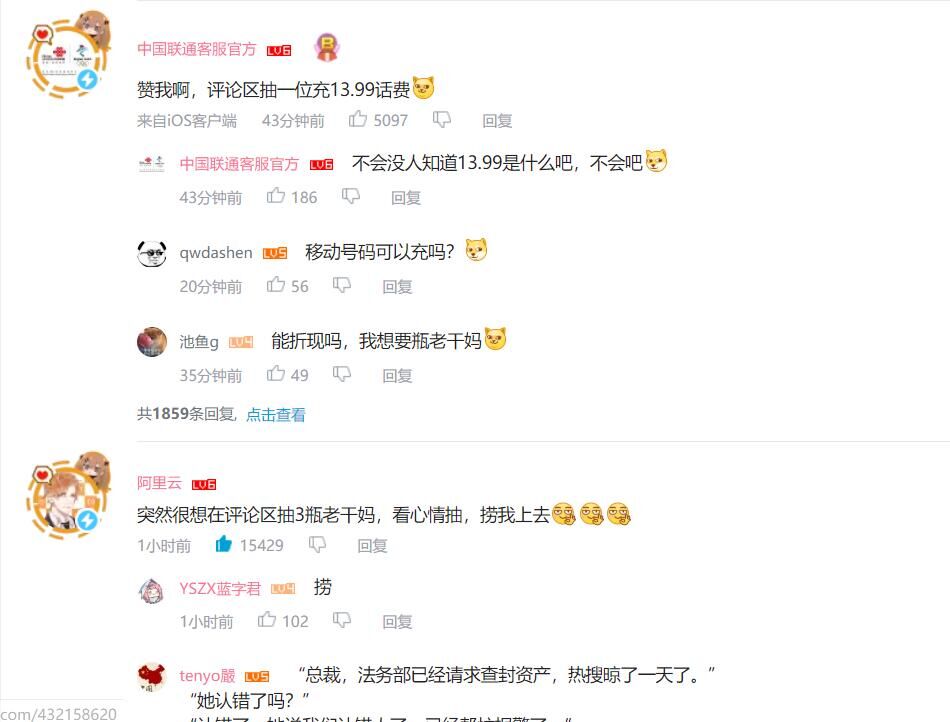 中国联通客服官方 LV6
赞我啊，评论区抽一位充13.99话费
来自iOS客户端 43分钟前 5097 回复
中国联通客服官方 LV6 不会没人知道13.99是什么吧，不会吧
43分钟前 186 回复
qwdashen LV5 移动号码可以充吗？
20分钟前 56 回复
池鱼g LV4 能折现吗，我想要瓶老干妈
35分钟前 49 回复
共1859条回复，点击查看
阿里云 LV6
突然很想在评论区抽3瓶老干妈，看心情抽，捞我上去
1小时前 15429 回复
YSZX蓝字君 LV4 捞
1小时前 102 回复
tenyo嚴 LV5 “总裁，法务部已经请求查封资产，热搜晾了一天了。”
“她认错了吗？”
com/432158620